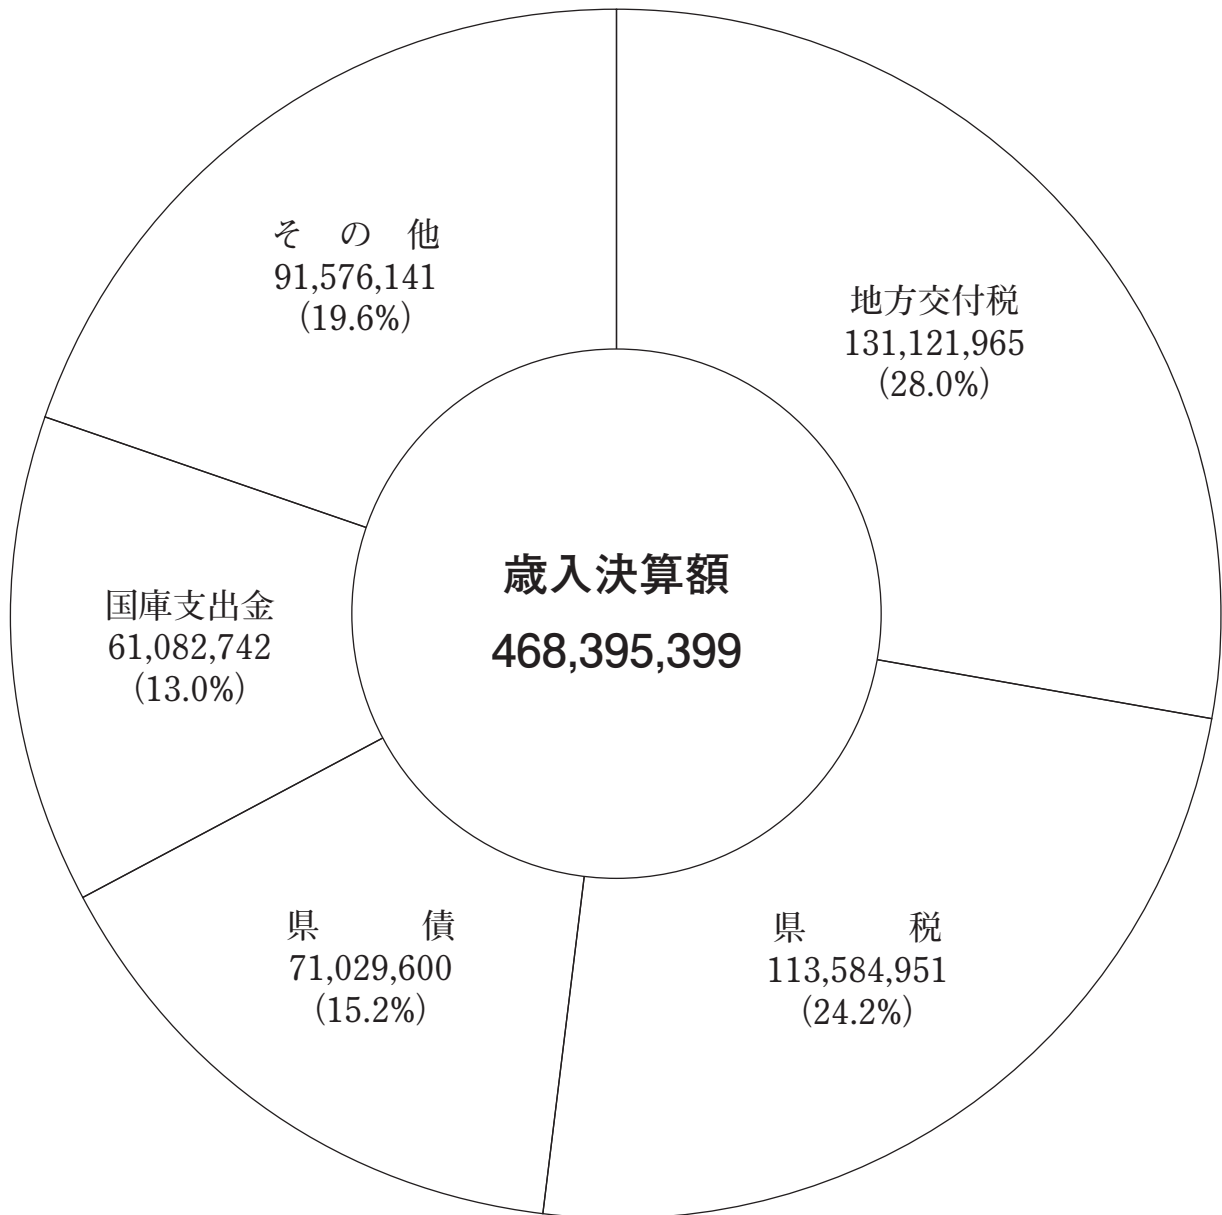 歳入決算額
468,395,399
地方交付税
131,121,965
(28.0%)
県　　　税
113,584,951
(24.2%)
県　　　債
71,029,600
(15.2%)
国庫支出金
61,082,742
(13.0%)
そ　の　他
91,576,141
(19.6%)